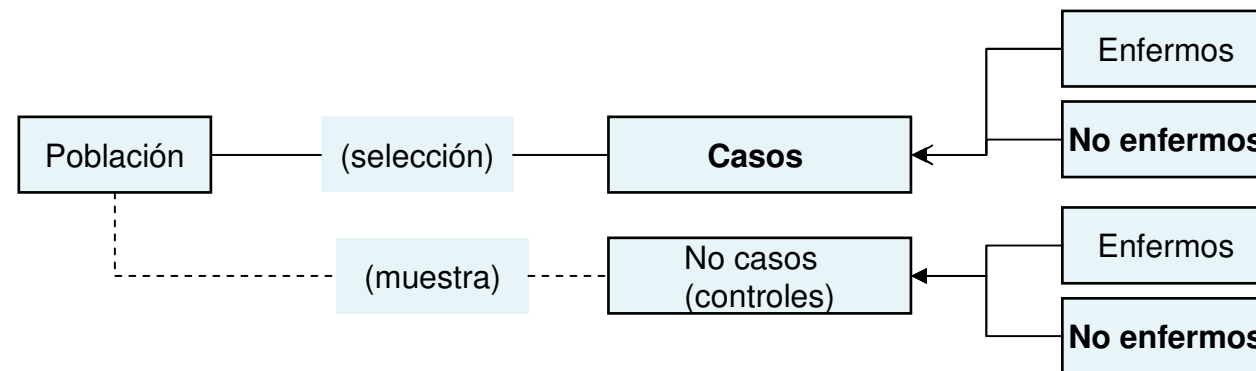 Enfermos
Población
(selección)
Casos
No enfermos
Enfermos
(muestra)
No casos
(controles)
No enfermos